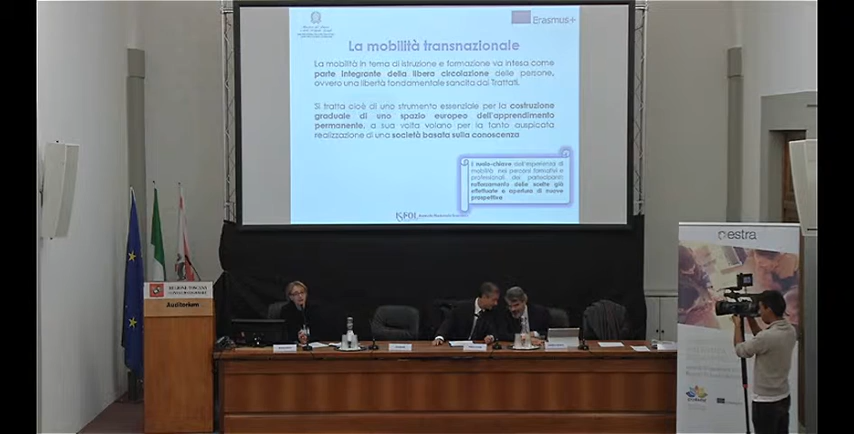 Erasmus+
La mobilità transnazionale
La mobilità in tema di istruzione e formazione va intesa come
parte integrante della libera circolazione delle persone,
ovvero una libertà fondamentale sancita dai Trattati.
Si tratta cioè di uno strumento essenziale per la costruzione
graduale di uno spazio europeo dell'apprendimento
permanente, a sua volta volano per la tanto auspicata
realizzazione di una società basata sulla conoscenza
Il ruolo-chiave dell'esperienza di
mobilità nei percorsi formativi e
professionali dei partecipanti:
rafforzamento delle scelte già
effettuate e apertura di nuove
prospettive
ISFOL
estra
REGIONE TOSCANA
Auditorium